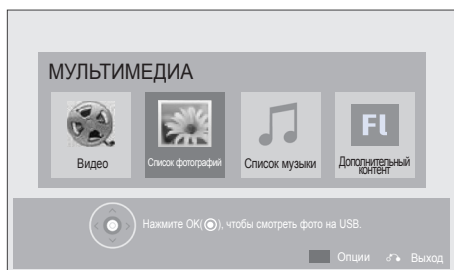 МУЛЬТИМЕДИА
Видео
Список фотографий
Список музыки
FL
Дополнительный
контент
Нажмите OK(◉), чтобы смотреть фото на USB.
Опции
Выход